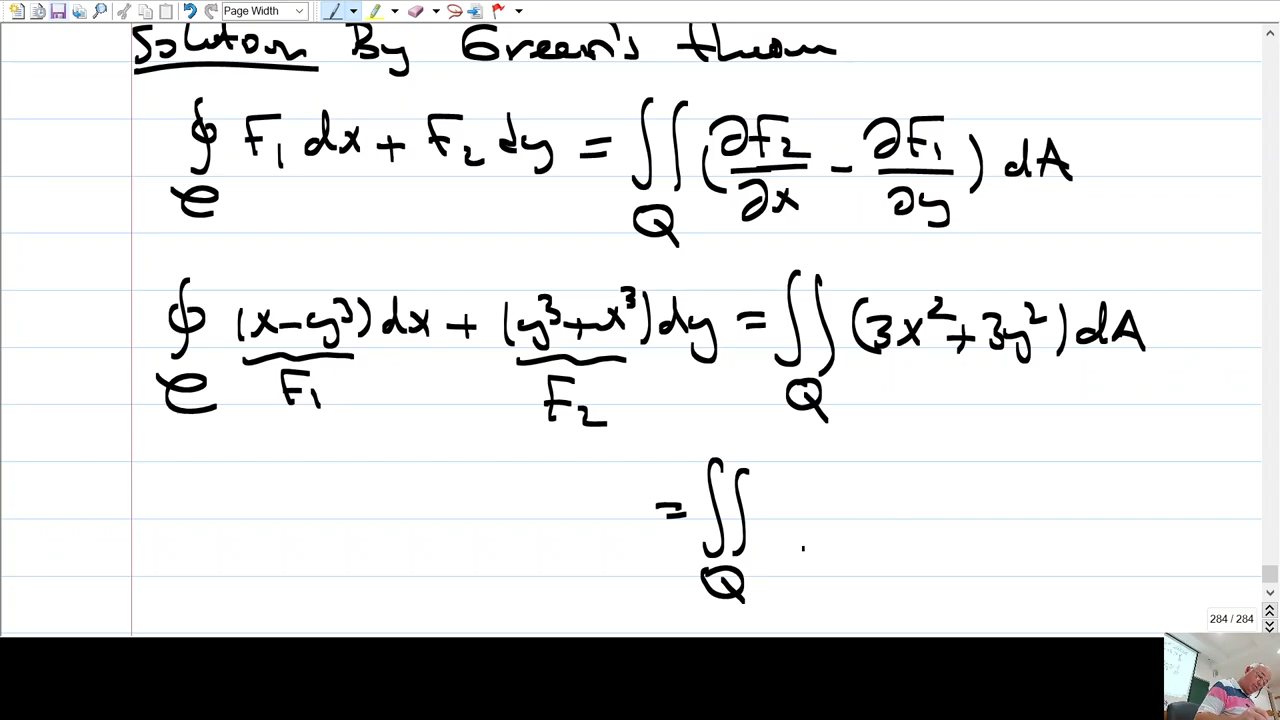 Page Width
Solution By Green's theom
∮_C F₁ dx + F₂ dy = ∬_Q (∂F₂/∂x - ∂F₁/∂y) dA
∮_C (x-y³)dx + (y³+x³)dy = ∬_Q (3x²+3y²)dA
F₁ F₂
= ∬_Q
284 / 284